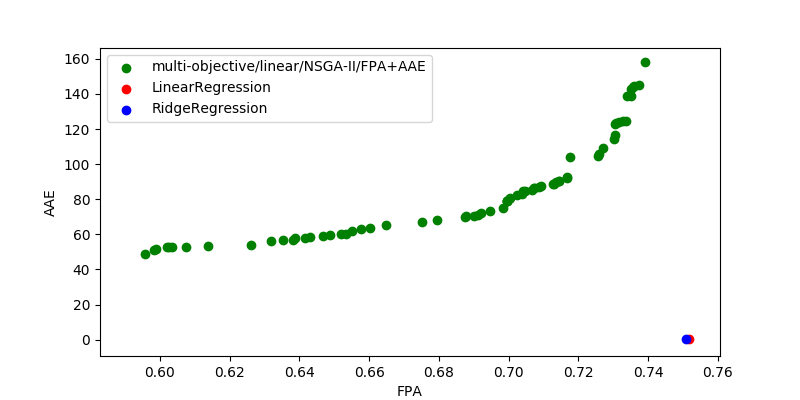 multi-objective/linear/NSGA-II/FPA+AAE
LinearRegression
RidgeRegression
160
140
120
100
80
60
40
20
0
AAE
0.60 0.62 0.64 0.66 0.68 0.70 0.72 0.74 0.76
FPA